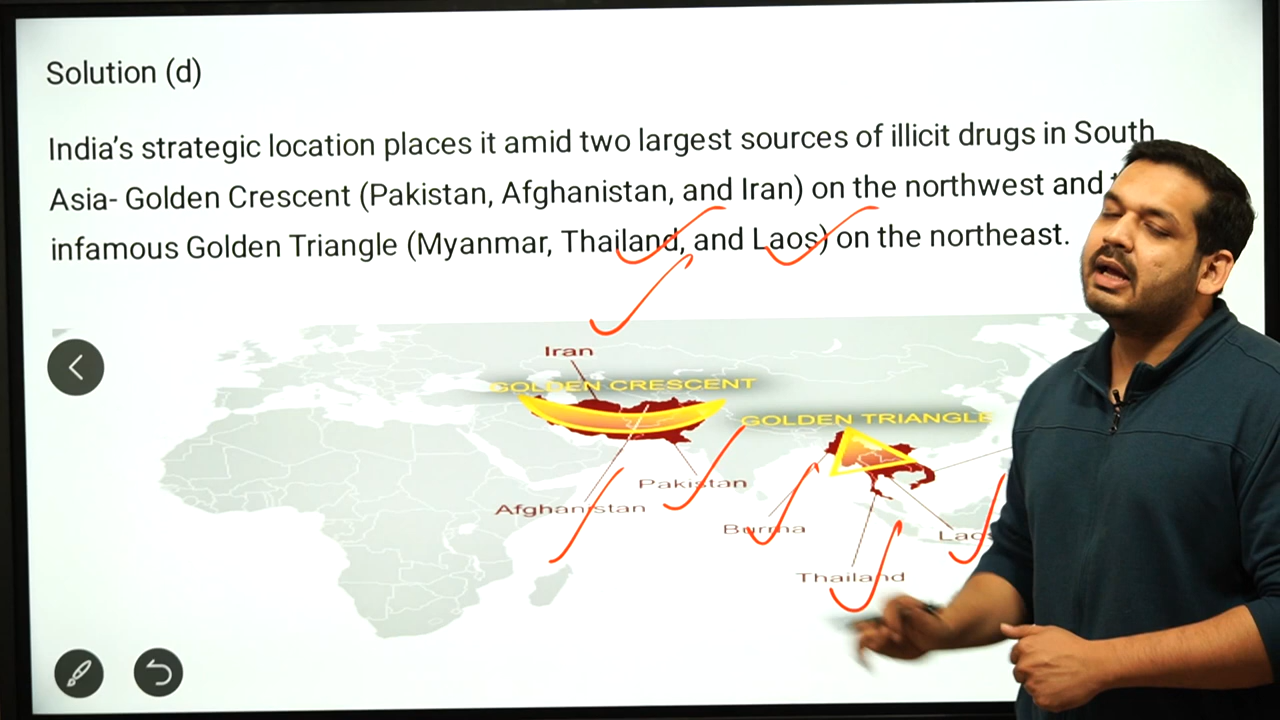 Solution (d)
India's strategic location places it amid two largest sources of illicit drugs in South
Asia- Golden Crescent (Pakistan, Afghanistan, and Iran) on the northwest and
infamous Golden Triangle (Myanmar, Thailand, and Laos) on the northeast.
Iran
GOLDEN CRESCENT
GOLDEN TRIANGLE
Pakistan
Afghanistan
Burma
Laos
Thailand